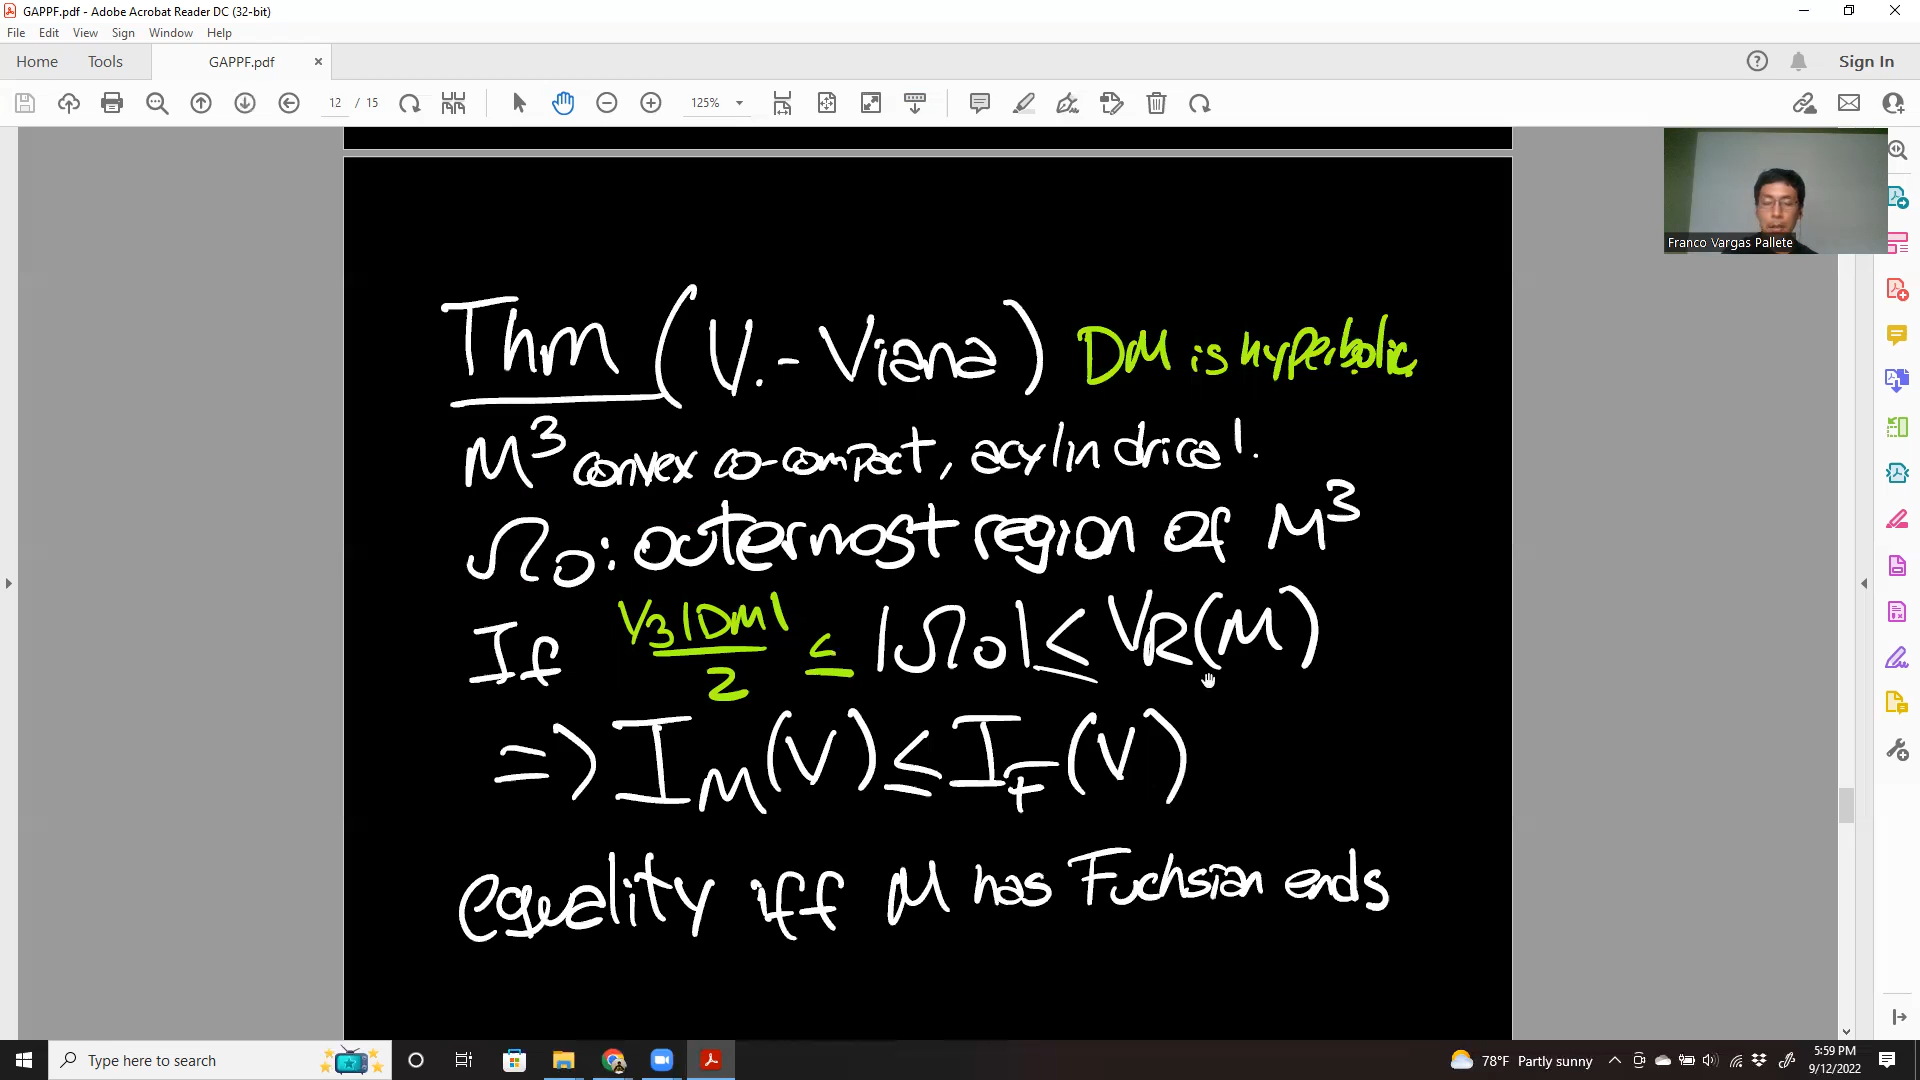 GAPPF.pdf - Adobe Acrobat Reader DC (32-bit)
File Edit View Sign Window Help
Home Tools GAPPF.pdf × Sign In
12 / 15 125%
Franco Vargas Pallete
Thm (V. - Viana) DM is hyperbolic
M³ convex co-compact, acylindrical.
Ω₀: outermost region of M³
If 1/3|DM|/2 ≤ |Ω₀| ≤ V_R(M)
=> I_M(V) ≤ I_F(V)
equality iff M has Fuchsian ends
Type here to search
78°F Partly sunny
5:59 PM
9/12/2022